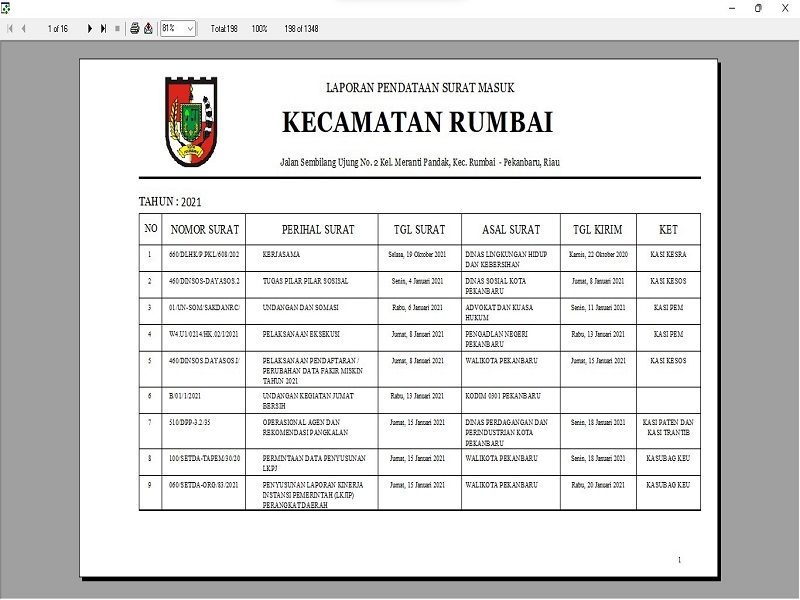 1 of 16 81% Total:198 100% 198 of 1348
LAPORAN PENDATAAN SURAT MASUK
KECAMATAN RUMBAI
Jalan Sembilang Ujung No. 2 Kel. Meranti Pandak, Kec. Rumbai - Pekanbaru, Riau
TAHUN : 2021
NO NOMOR SURAT PERIHAL SURAT TGL SURAT ASAL SURAT TGL KIRIM KET
1 660/DLHK/P.PKL/608/202 KERJASAMA Selasa, 19 Oktober 2021 DINAS LINGKUNGAN HIDUP Kamis, 22 Oktober 2020 KASI KESRA
DAN KEBERSIHAN
2 460/DINSOS-DAYASOS.2 TUGAS PILAR PILAR SOSISAL Senin, 4 Januari 2021 DINAS SOSIAL KOTA Jumat, 8 Januari 2021 KASI KESOS
PEKANBARU
3 01/UN-SOM/SAKDANRC/ UNDANGAN DAN SOMASI Rabu, 6 Januari 2021 ADVOKAT DAN KUASA Senin, 11 Januari 2021 KASI PEM
HUKUM
4 W4.U1/0214/HK.02/1/2021 PELAKSANAAN EKSEKUSI Jumat, 8 Januari 2021 PENGADLAN NEGERI Rabu, 13 Januari 2021 KASI PEM
PEKANBARU
5 460/DINSOS.DAYASOS.I/ PELAKSANAAN PENDAFTARAN / Jumat, 8 Januari 2021 WALIKOTA PEKANBARU Jumat, 15 Januari 2021 KASI KESOS
PERUBAHAN DATA FAKIR MISKIN
TAHUN 2021
6 B/01/1/2021 UNDANGAN KEGIATAN JUMAT Rabu, 13 Januari 2021 KODIM 0301 PEKANBARU
BERSIH
7 510/DPP-3.2/35 OPERASIONAL AGEN DAN Jumat, 15 Januari 2021 DINAS PERDAGANGAN DAN Senin, 18 Januari 2021 KASI PATEN DAN
REKOMENDASI PANGKALAN PERINDUSTRIAN KOTA KASI TRANTIB
PEKANBARU
8 100/SETDA-TAPEM/30/20 PERMINTAAN DATA PENYUSUNAN Jumat, 15 Januari 2021 WALIKOTA PEKANBARU Senin, 18 Januari 2021 KASUBAG KEU
LKPJ
9 060/SETDA-ORG/83/2021 PENYUSUNAN LAPORAN KINERJA Jumat, 15 Januari 2021 WALIKOTA PEKANBARU Rabu, 20 Januari 2021 KASUBAG KEU
INSTANSI PEMERINTAH (LKJIP)
PERANGKAT DAERAH
1